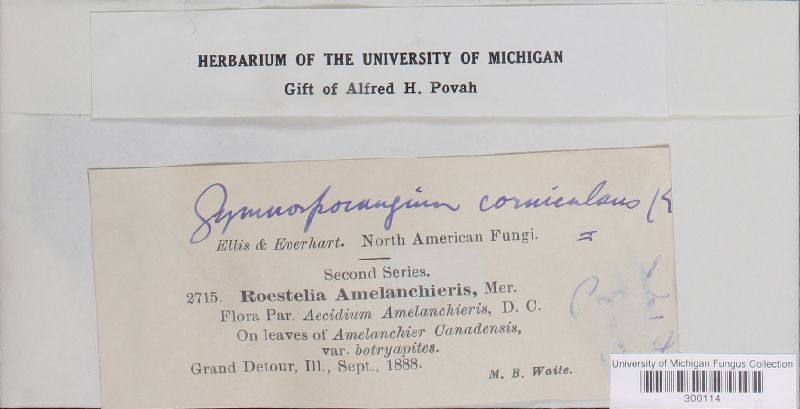 HERBARIUM OF THE UNIVERSITY OF MICHIGAN
Gift of Alfred H. Povah
Gymnosporangium corniculans K
=
Ellis & Everhart. North American Fungi.
Second Series.
2715. Roestelia Amelanchieris, Mer.
Flora Par. Aecidium Amelanchieris, D. C.
On leaves of Amelanchier Canadensis,
var. botryapites.
Grand Detour, Ill., Sept., 1888.
M. B. Waite.
University of Michigan Fungus Collection
300114